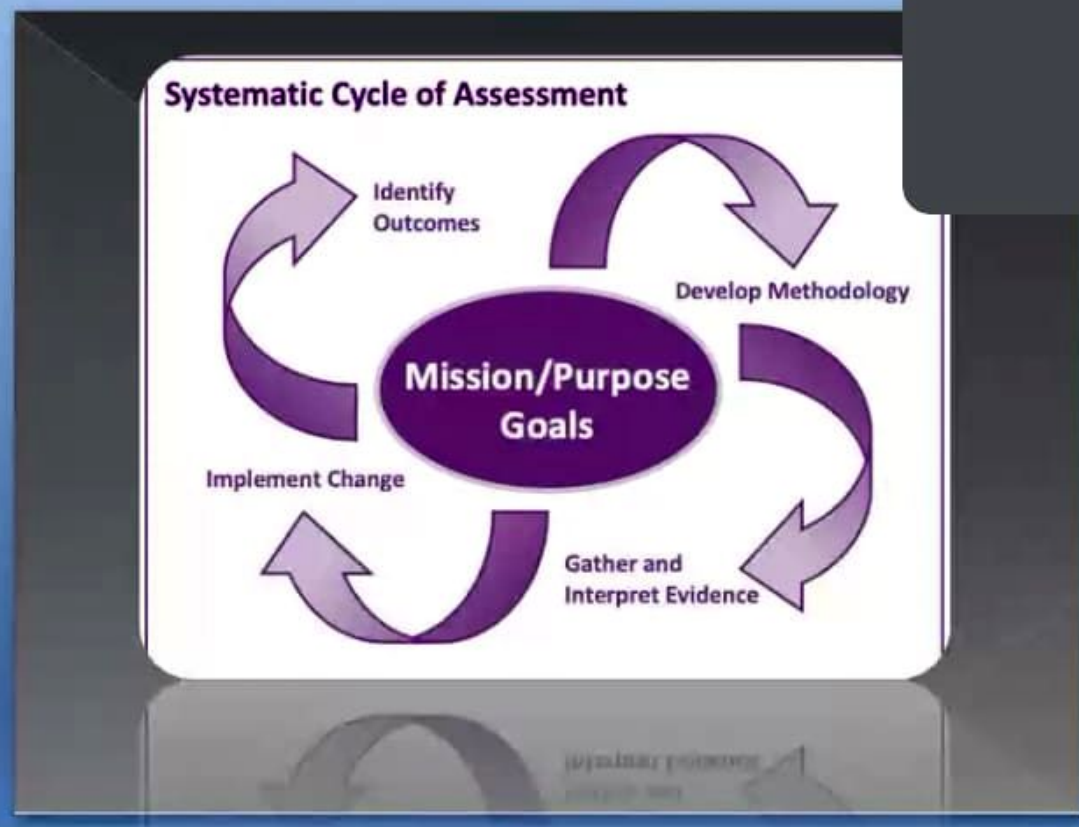 Systematic Cycle of Assessment
Identify
Outcomes
Develop Methodology
Mission/Purpose
Goals
Implement Change
Gather and
Interpret Evidence